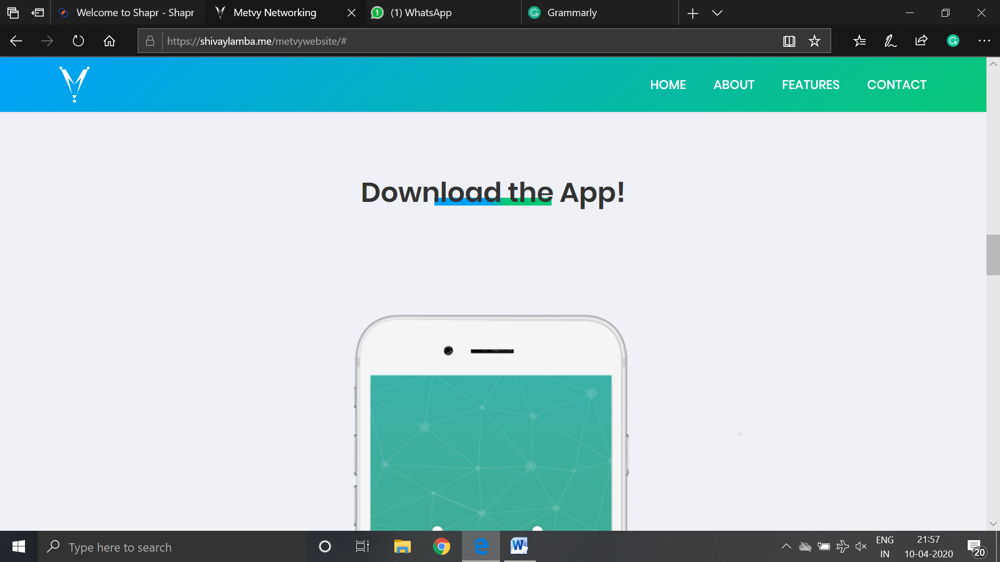 Welcome to Shapr - Shapr
Metvy Networking
(1) WhatsApp
Grammarly
https://shivaylamba.me/metvywebsite/#
HOME ABOUT FEATURES CONTACT
Download the App!
Type here to search
ENG
IN
21:57
10-04-2020
20